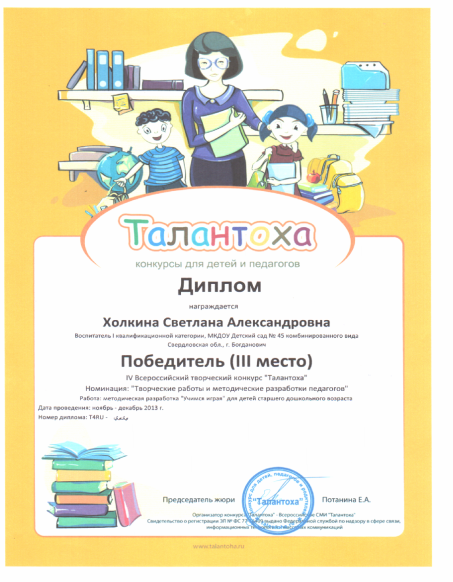 Талантоха
конкурсы для детей и педагогов
Диплом
награждается
Холкина Светлана Александровна
Воспитатель I квалификационной категории, МКДОУ Детский сад № 45 комбинированного вида
Свердловская обл., г. Богданович
Победитель (III место)
IV Всероссийский творческий конкурс "Талантоха"
Номинация: "Творческие работы и методические разработки педагогов"
Работа: методическая разработка "Учимся играя" для детей старшего дошкольного возраста
Дата проведения: ноябрь - декабрь 2013 г.
Номер диплома: T4RU -
Председатель жюри "Талантоха" Потанина Е.А.
Организатор конкурса "Талантоха" - Всероссийское СМИ "Талантоха"
Свидетельство о регистрации ЭЛ № ФС 77 выдано Федеральной службой по надзору в сфере связи,
информационных технологий и массовых коммуникаций
www.talantoha.ru